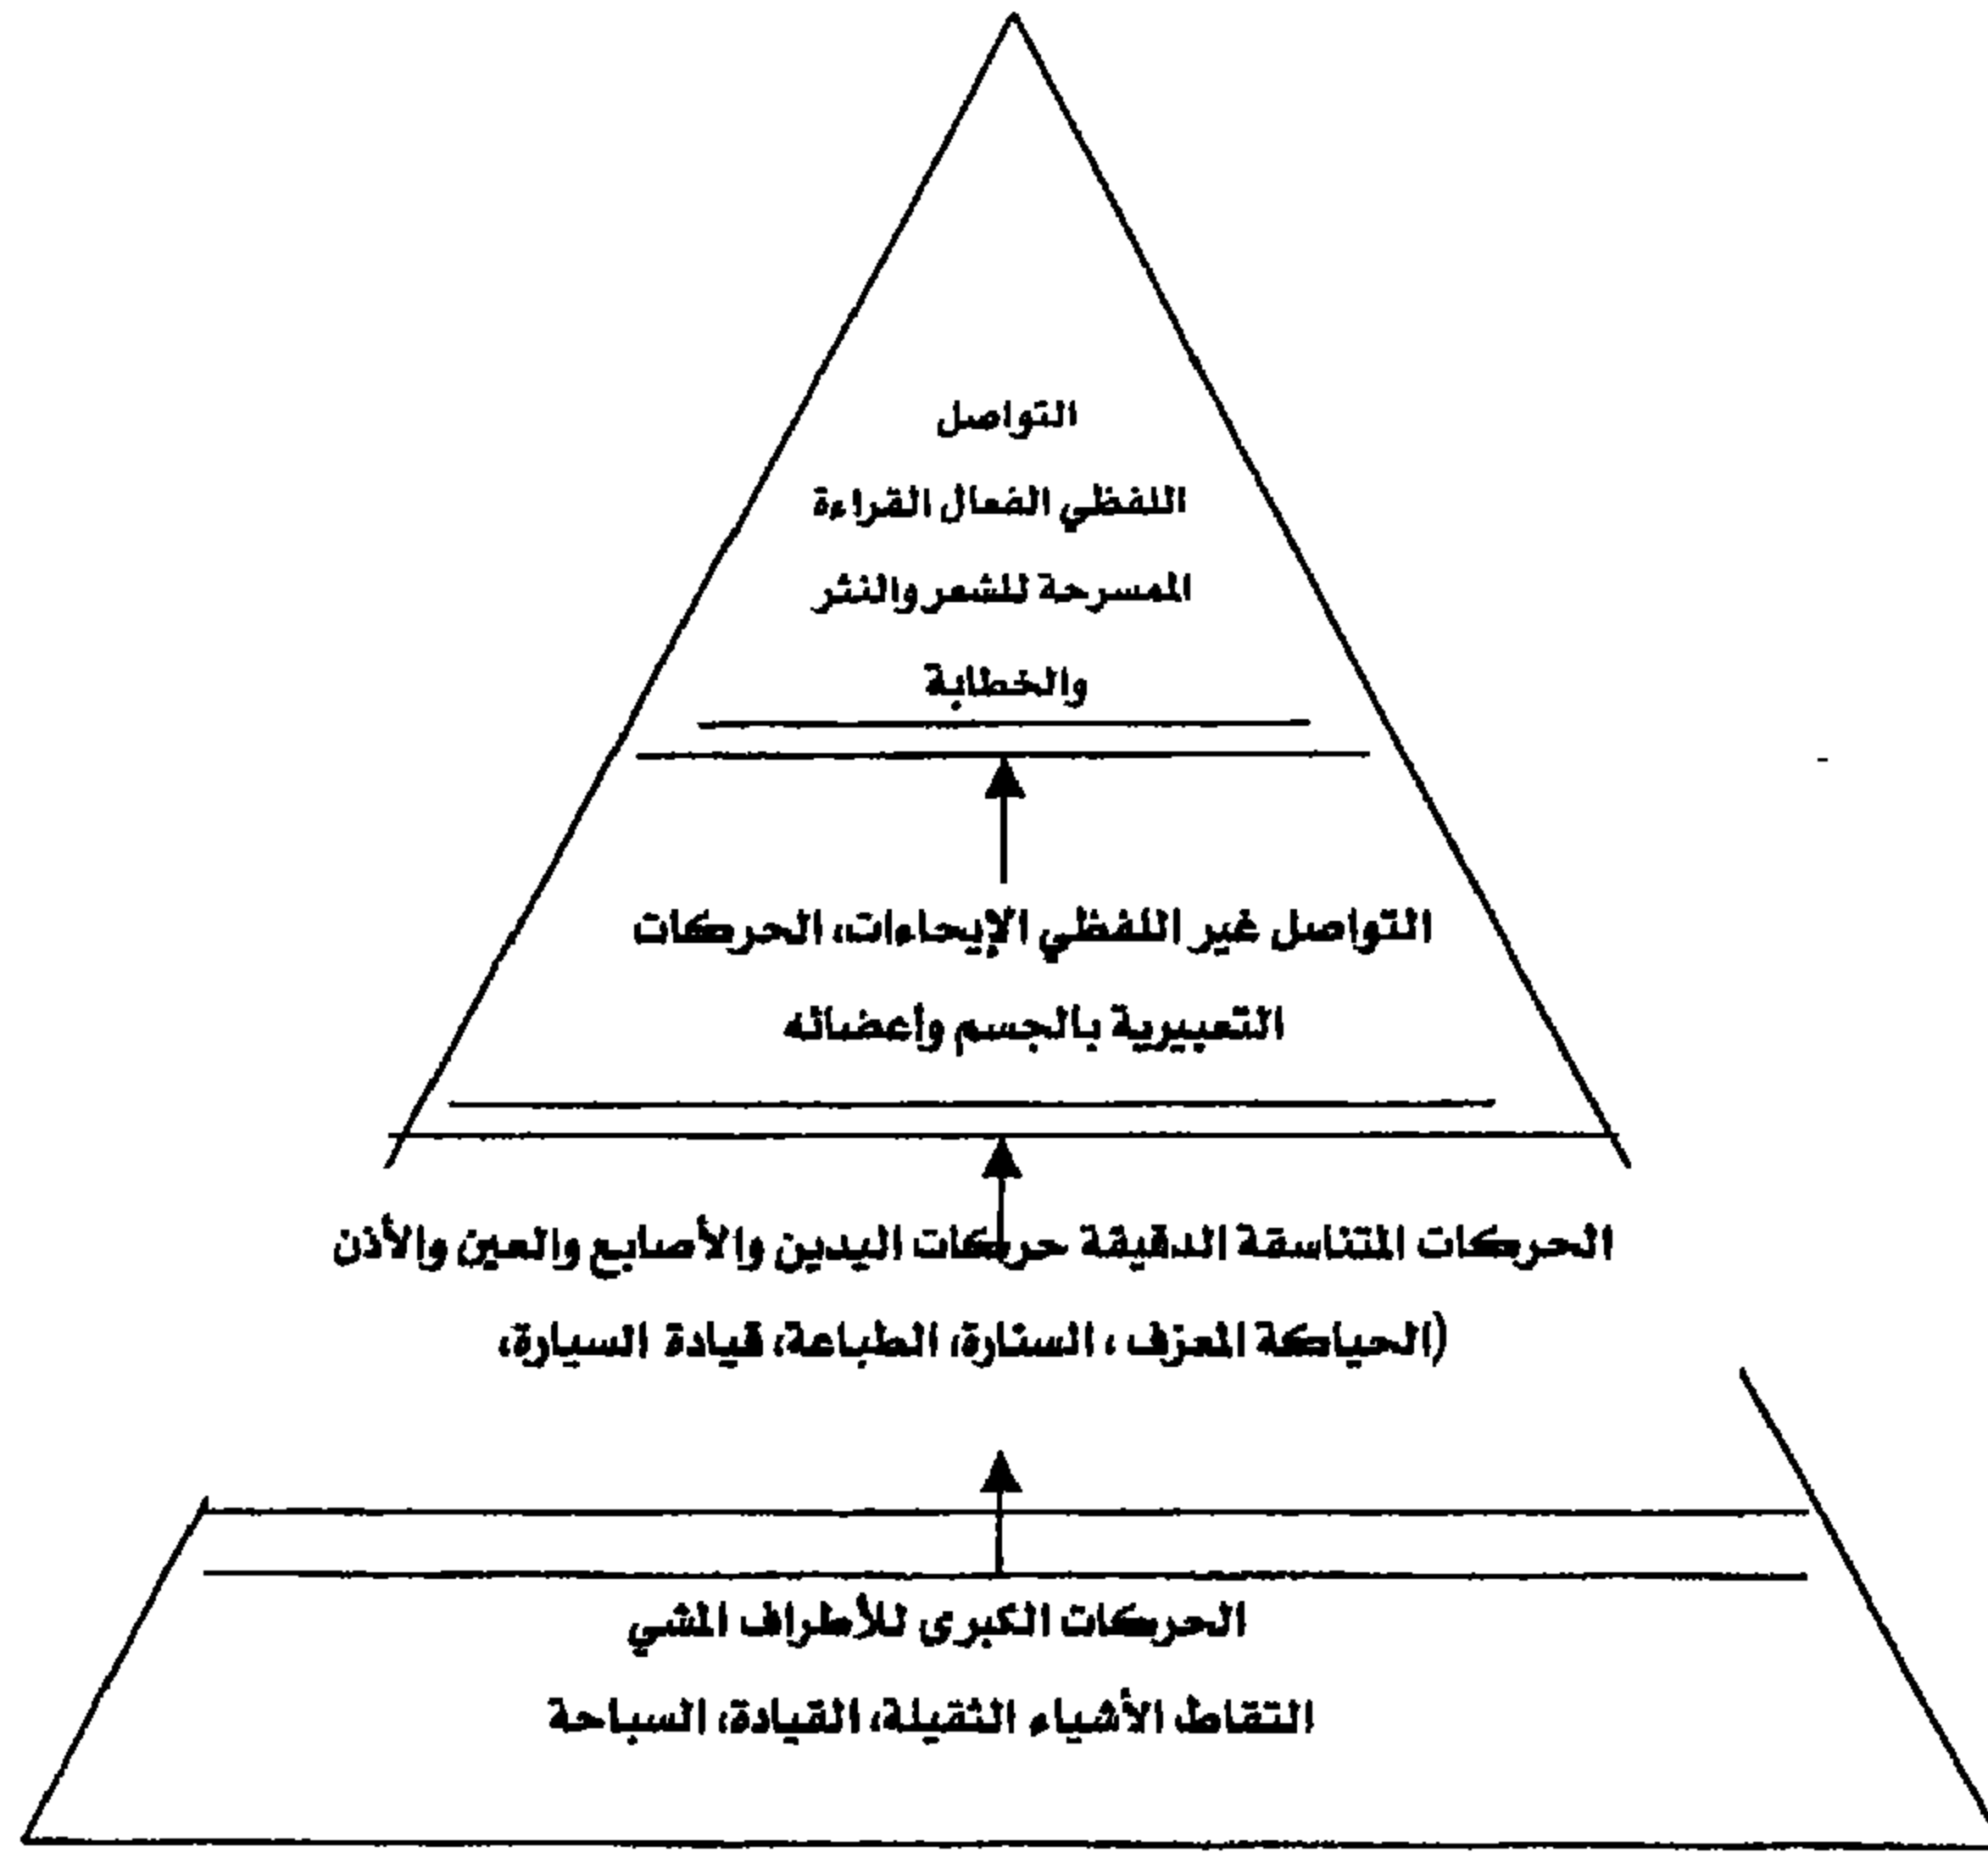 التواصل
اللفظي الفعال القراءة
الممسرحة للشعر والنثر
والخطابة
التواصل غير اللفظي الإيحاءات، الحركات
التعبيرية بالجسم وأعضائه
الحركات المتناسقة الدقيقة حركات اليدين والأصابع والعين والأذن
(الحياكة المعزف ، السنارة، الطباعة، قيادة السيارة،
الحركات الكبرى للأطراف المشي
التقاط الأشياء الثقيلة، القيادة، السباحة